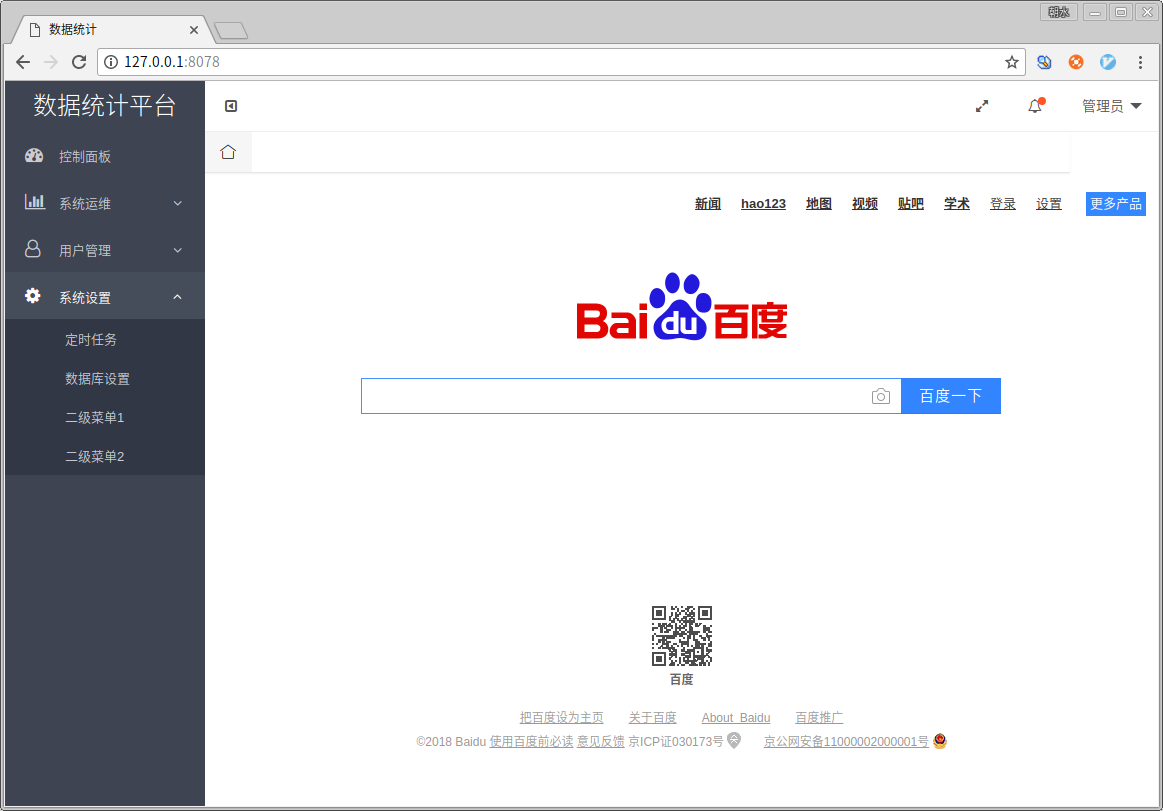 朝水
数据统计
127.0.0.1:8078
数据统计平台
管理员
控制面板
系统运维
用户管理
系统设置
定时任务
数据库设置
二级菜单1
二级菜单2
新闻 hao123 地图 视频 贴吧 学术 登录 设置 更多产品
Bai du 百度
百度一下
百度
把百度设为主页 关于百度 About Baidu 百度推广
©2018 Baidu 使用百度前必读 意见反馈 京ICP证030173号 京公网安备11000002000001号